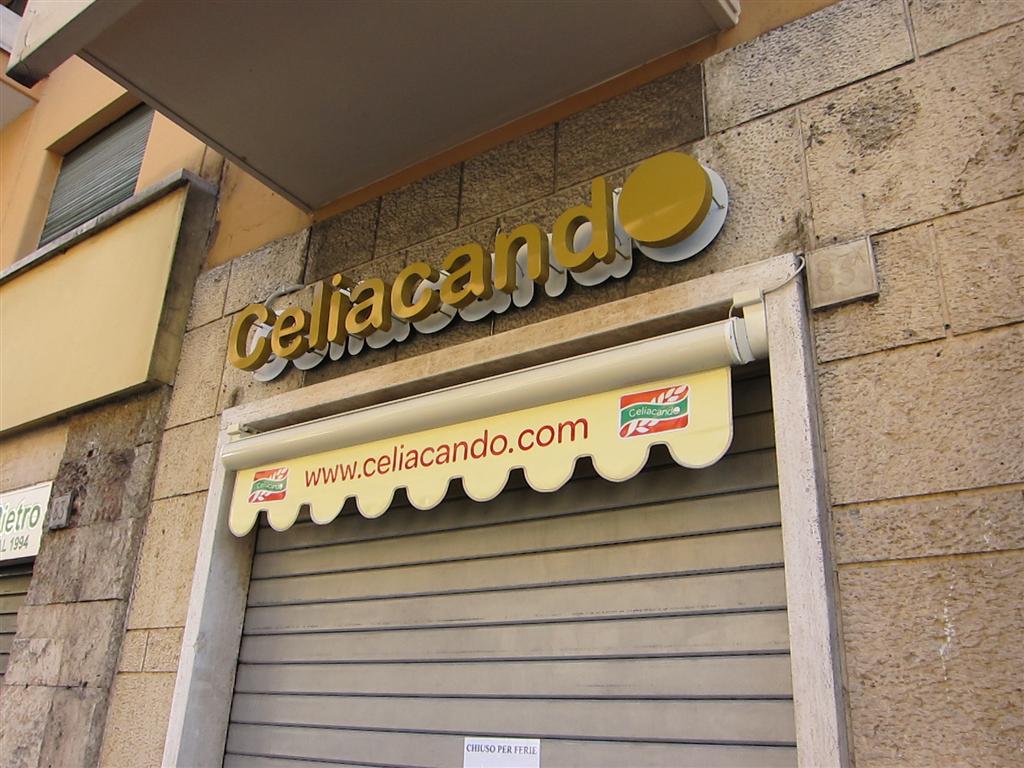 Celiacando
www.celiacando.com
Celiacando
Celiacando
ietro
AL 1994
CHIUSO PER FERIE